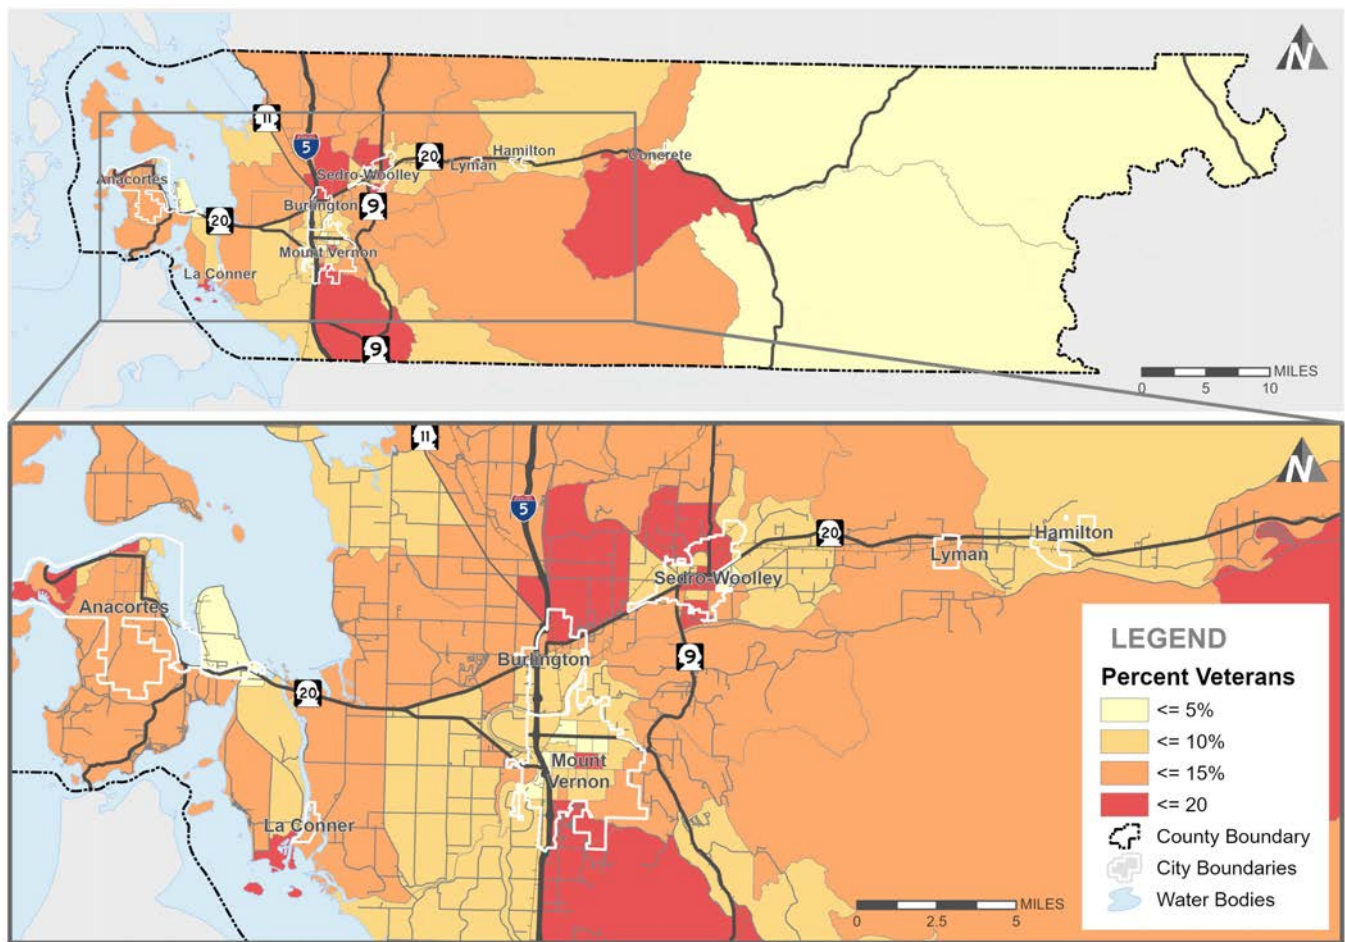 N
11
5
20
Hamilton
Lyman
Concrete
Anacortes
Sedro-Woolley
Burlington
9
20
Mount Vernon
La Conner
9
MILES
0 5 10
11
N
5
20
Hamilton
Lyman
Sedro-Woolley
Anacortes
9
Burlington
20
Mount
Vernon
La Conner
MILES
0 2.5 5
LEGEND
Percent Veterans
<= 5%
<= 10%
<= 15%
<= 20
County Boundary
City Boundaries
Water Bodies